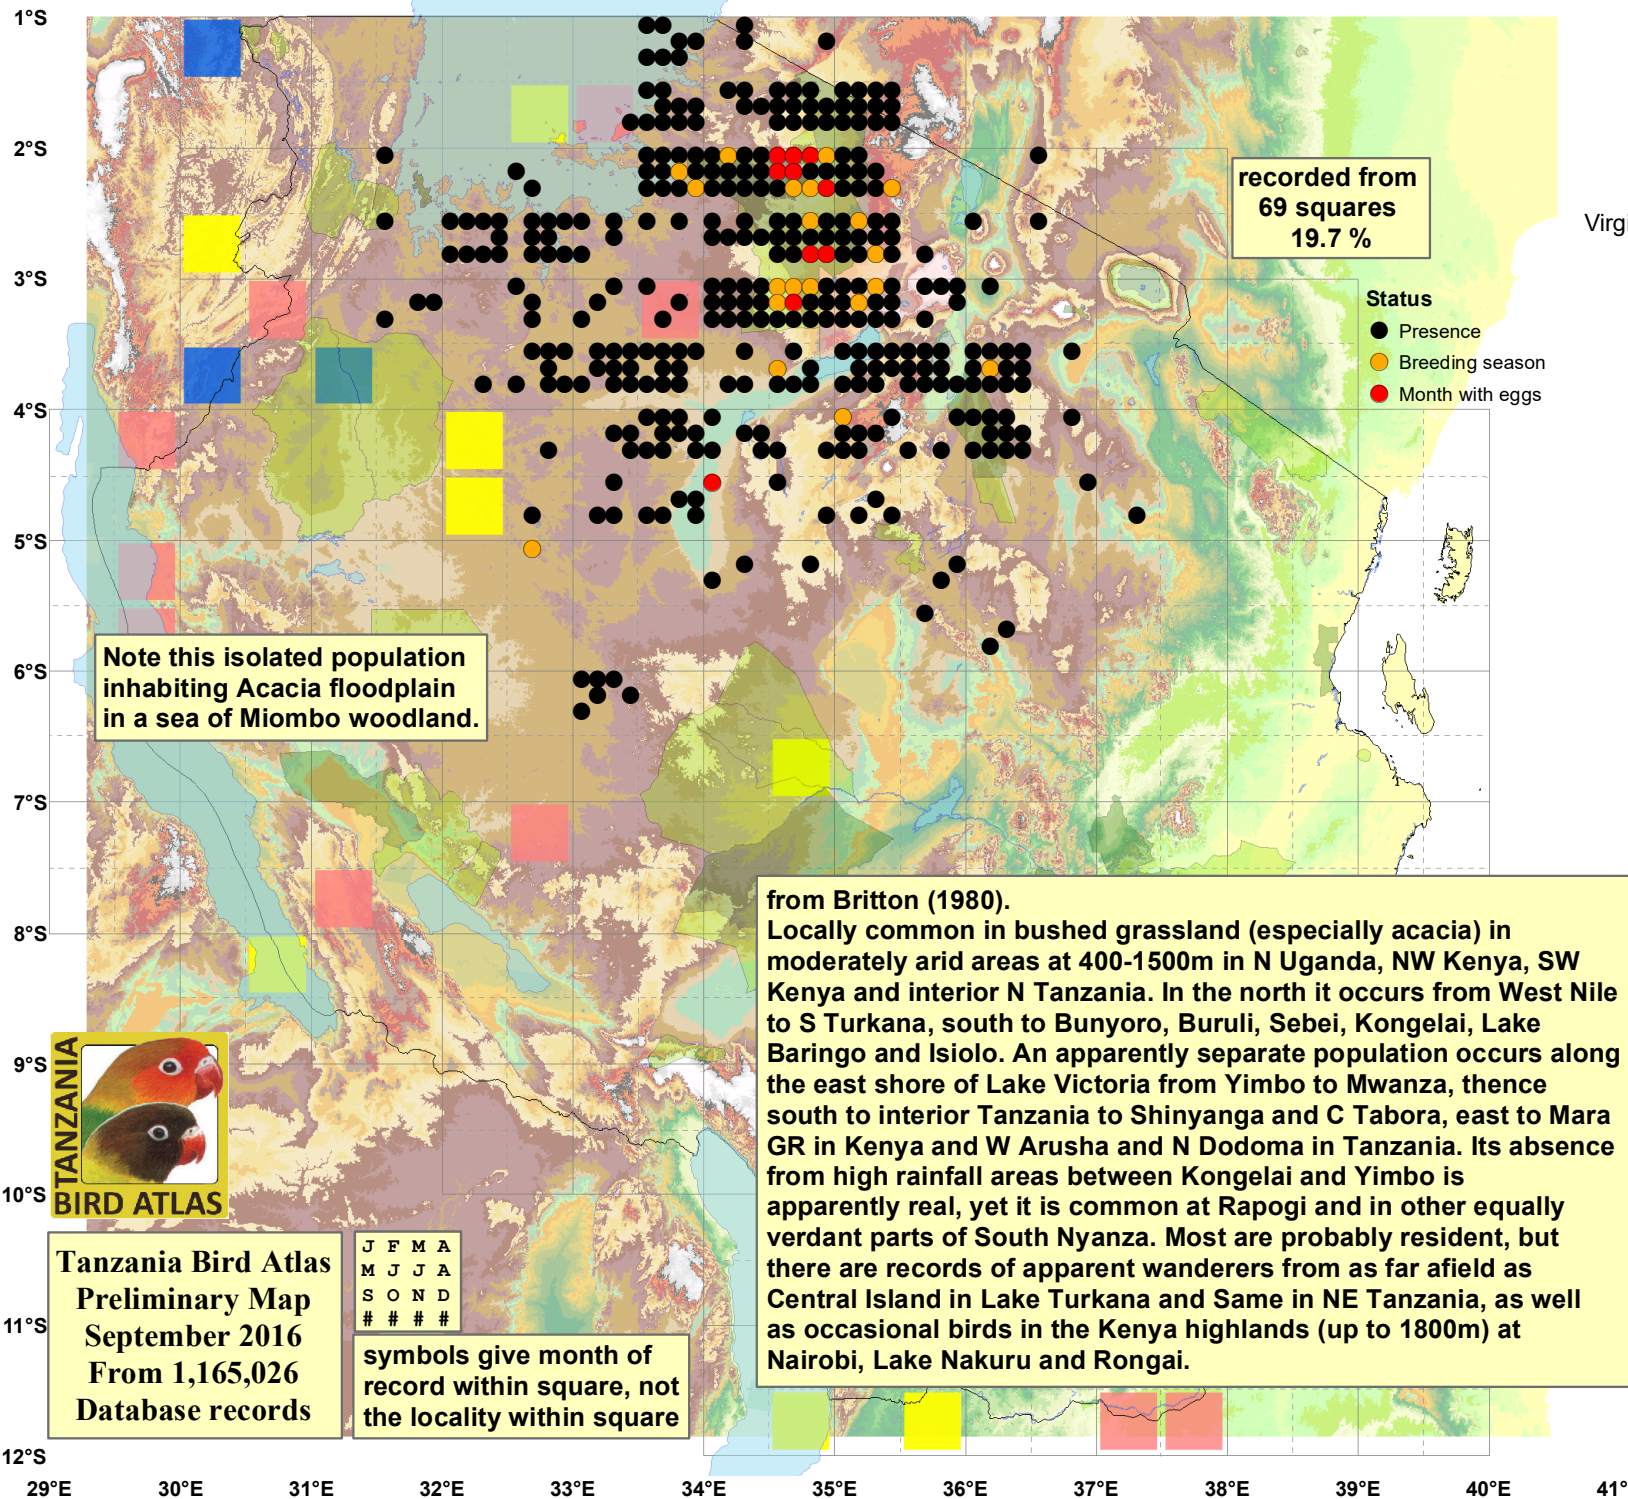 1°S
2°S
3°S
4°S
5°S
6°S
7°S
8°S
9°S
10°S
11°S
12°S
29°E 30°E 31°E 32°E 33°E 34°E 35°E 36°E 37°E 38°E 39°E 40°E 41°
recorded from
69 squares
19.7 %
Virgi
Status
Presence
Breeding season
Month with eggs
Note this isolated population
inhabiting Acacia floodplain
in a sea of Miombo woodland.
from Britton (1980).
Locally common in bushed grassland (especially acacia) in
moderately arid areas at 400-1500m in N Uganda, NW Kenya, SW
Kenya and interior N Tanzania. In the north it occurs from West Nile
to S Turkana, south to Bunyoro, Buruli, Sebei, Kongelai, Lake
Baringo and Isiolo. An apparently separate population occurs along
the east shore of Lake Victoria from Yimbo to Mwanza, thence
south to interior Tanzania to Shinyanga and C Tabora, east to Mara
GR in Kenya and W Arusha and N Dodoma in Tanzania. Its absence
from high rainfall areas between Kongelai and Yimbo is
apparently real, yet it is common at Rapogi and in other equally
verdant parts of South Nyanza. Most are probably resident, but
there are records of apparent wanderers from as far afield as
Central Island in Lake Turkana and Same in NE Tanzania, as well
as occasional birds in the Kenya highlands (up to 1800m) at
Nairobi, Lake Nakuru and Rongai.
TANZANIA
BIRD ATLAS
Tanzania Bird Atlas
Preliminary Map
September 2016
From 1,165,026
Database records
J F M A
M J J A
S O N D
# # # #
symbols give month of
record within square, not
the locality within square